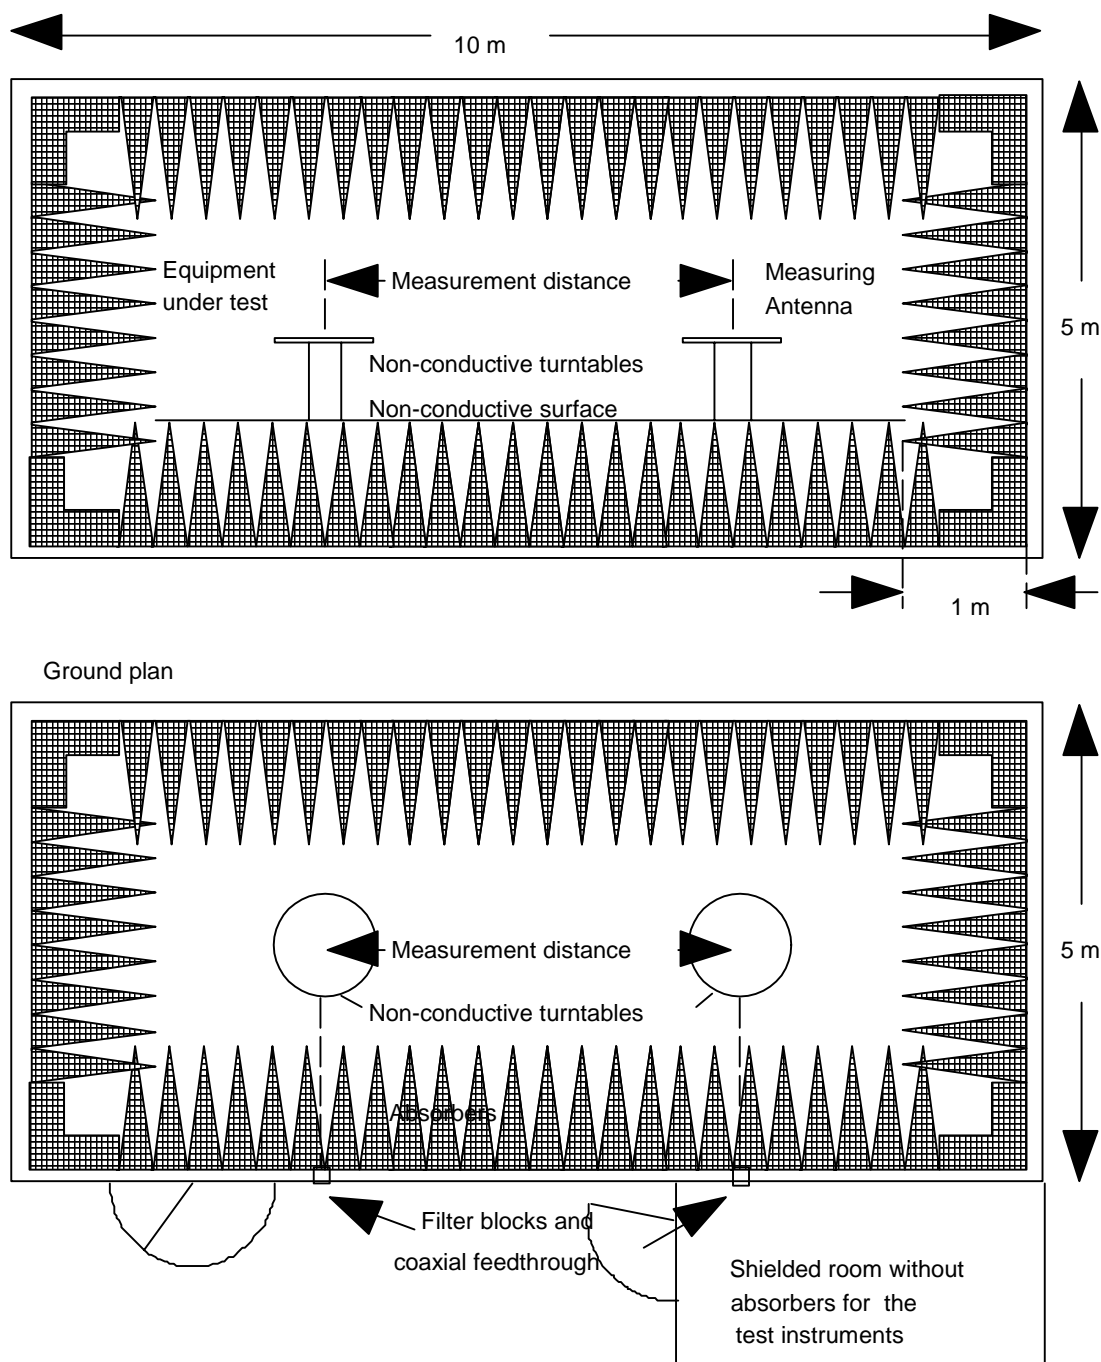 10 m
Equipment
under test
Measurement distance
Measuring
Antenna
5 m
Non-conductive turntables
Non-conductive surface
1 m
Ground plan
Measurement distance
5 m
Non-conductive turntables
Absorbers
Filter blocks and
coaxial feedthrough
Shielded room without
absorbers for the
test instruments